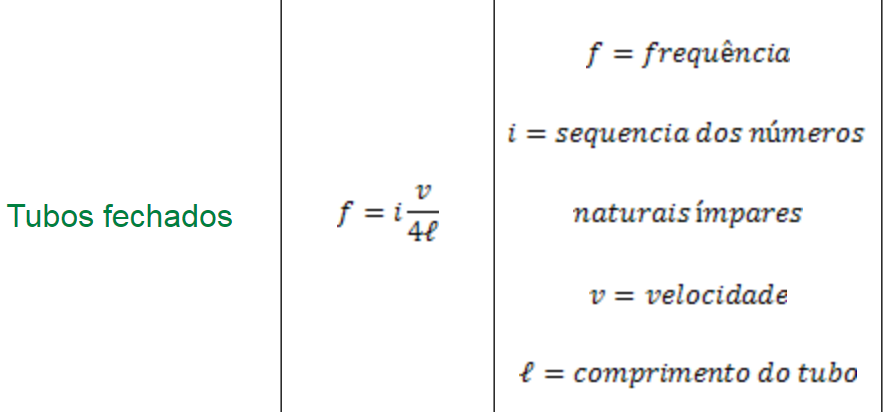 Tubos fechados
f = i v/4ℓ
f = frequência
i = sequencia dos números
naturais ímpares
v = velocidade
ℓ = comprimento do tubo